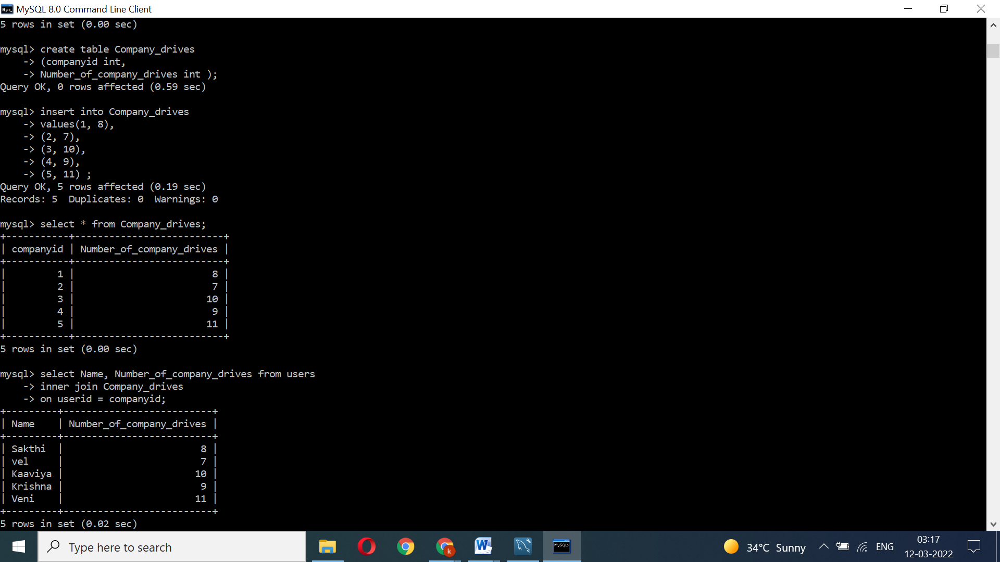 MySQL 8.0 Command Line Client
5 rows in set (0.00 sec)
mysql> create table Company_drives
    -> (companyid int,
    -> Number_of_company_drives int );
Query OK, 0 rows affected (0.59 sec)
mysql> insert into Company_drives
    -> values(1, 8),
    -> (2, 7),
    -> (3, 10),
    -> (4, 9),
    -> (5, 11) ;
Query OK, 5 rows affected (0.19 sec)
Records: 5  Duplicates: 0  Warnings: 0
mysql> select * from Company_drives;
+-----------+--------------------------+
| companyid | Number_of_company_drives |
+-----------+--------------------------+
|         1 |                        8 |
|         2 |                        7 |
|         3 |                       10 |
|         4 |                        9 |
|         5 |                       11 |
+-----------+--------------------------+
5 rows in set (0.00 sec)
mysql> select Name, Number_of_company_drives from users
    -> inner join Company_drives
    -> on userid = companyid;
+---------+--------------------------+
| Name    | Number_of_company_drives |
+---------+--------------------------+
| Sakthi  |                        8 |
| vel     |                        7 |
| Kaaviya |                       10 |
| Krishna |                        9 |
| Veni    |                       11 |
+---------+--------------------------+
5 rows in set (0.02 sec)
Type here to search
k
W
MySQL>
34°C Sunny
ENG
03:17
12-03-2022